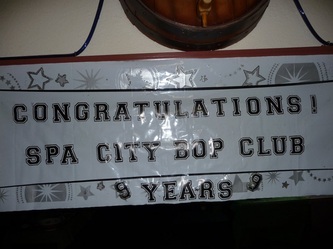 CONGRATULATIONS!
SPA CITY BOP CLUB
9 YEARS 9